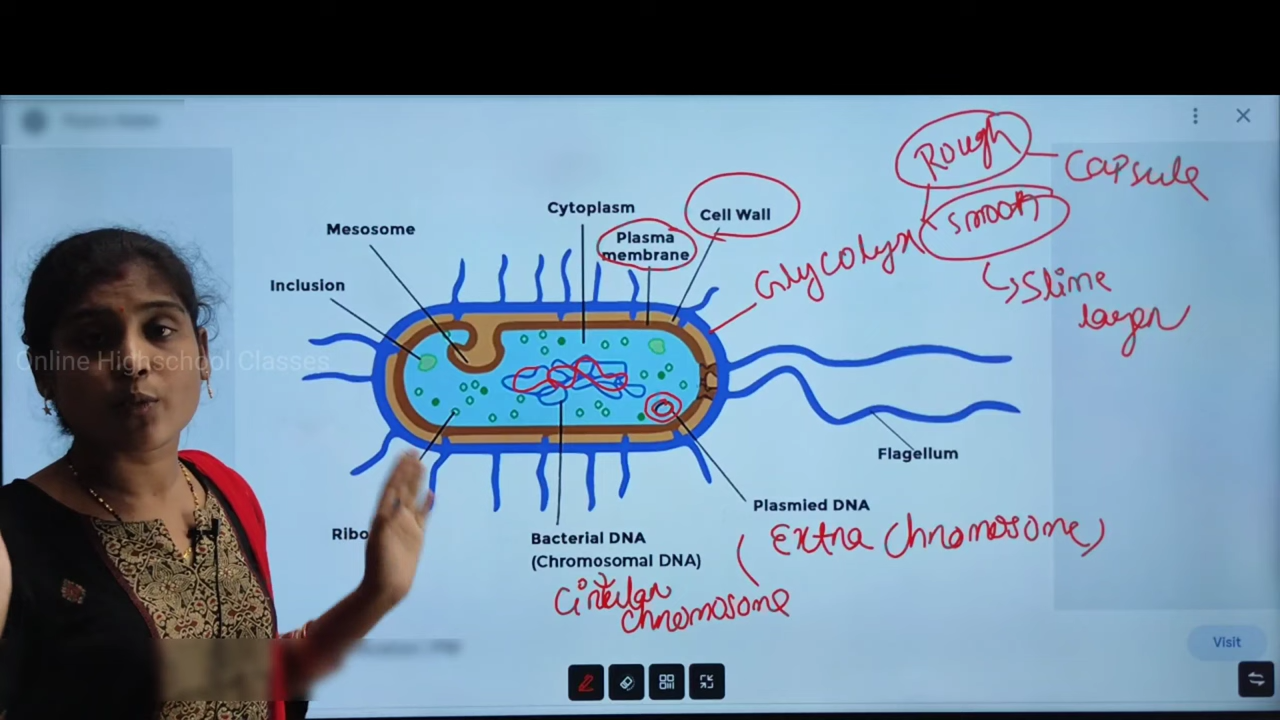 Rough
Capsule
Smooth
Cytoplasm
Cell Wall
Mesosome
Plasma
membrane
Glycolyx
Slime
layer
Inclusion
Online Highschool Classes
Flagellum
Plasmied DNA
Ribo
Bacterial DNA
(Chromosomal DNA)
(Extra Chromosome)
Circular
chromosome
Visit